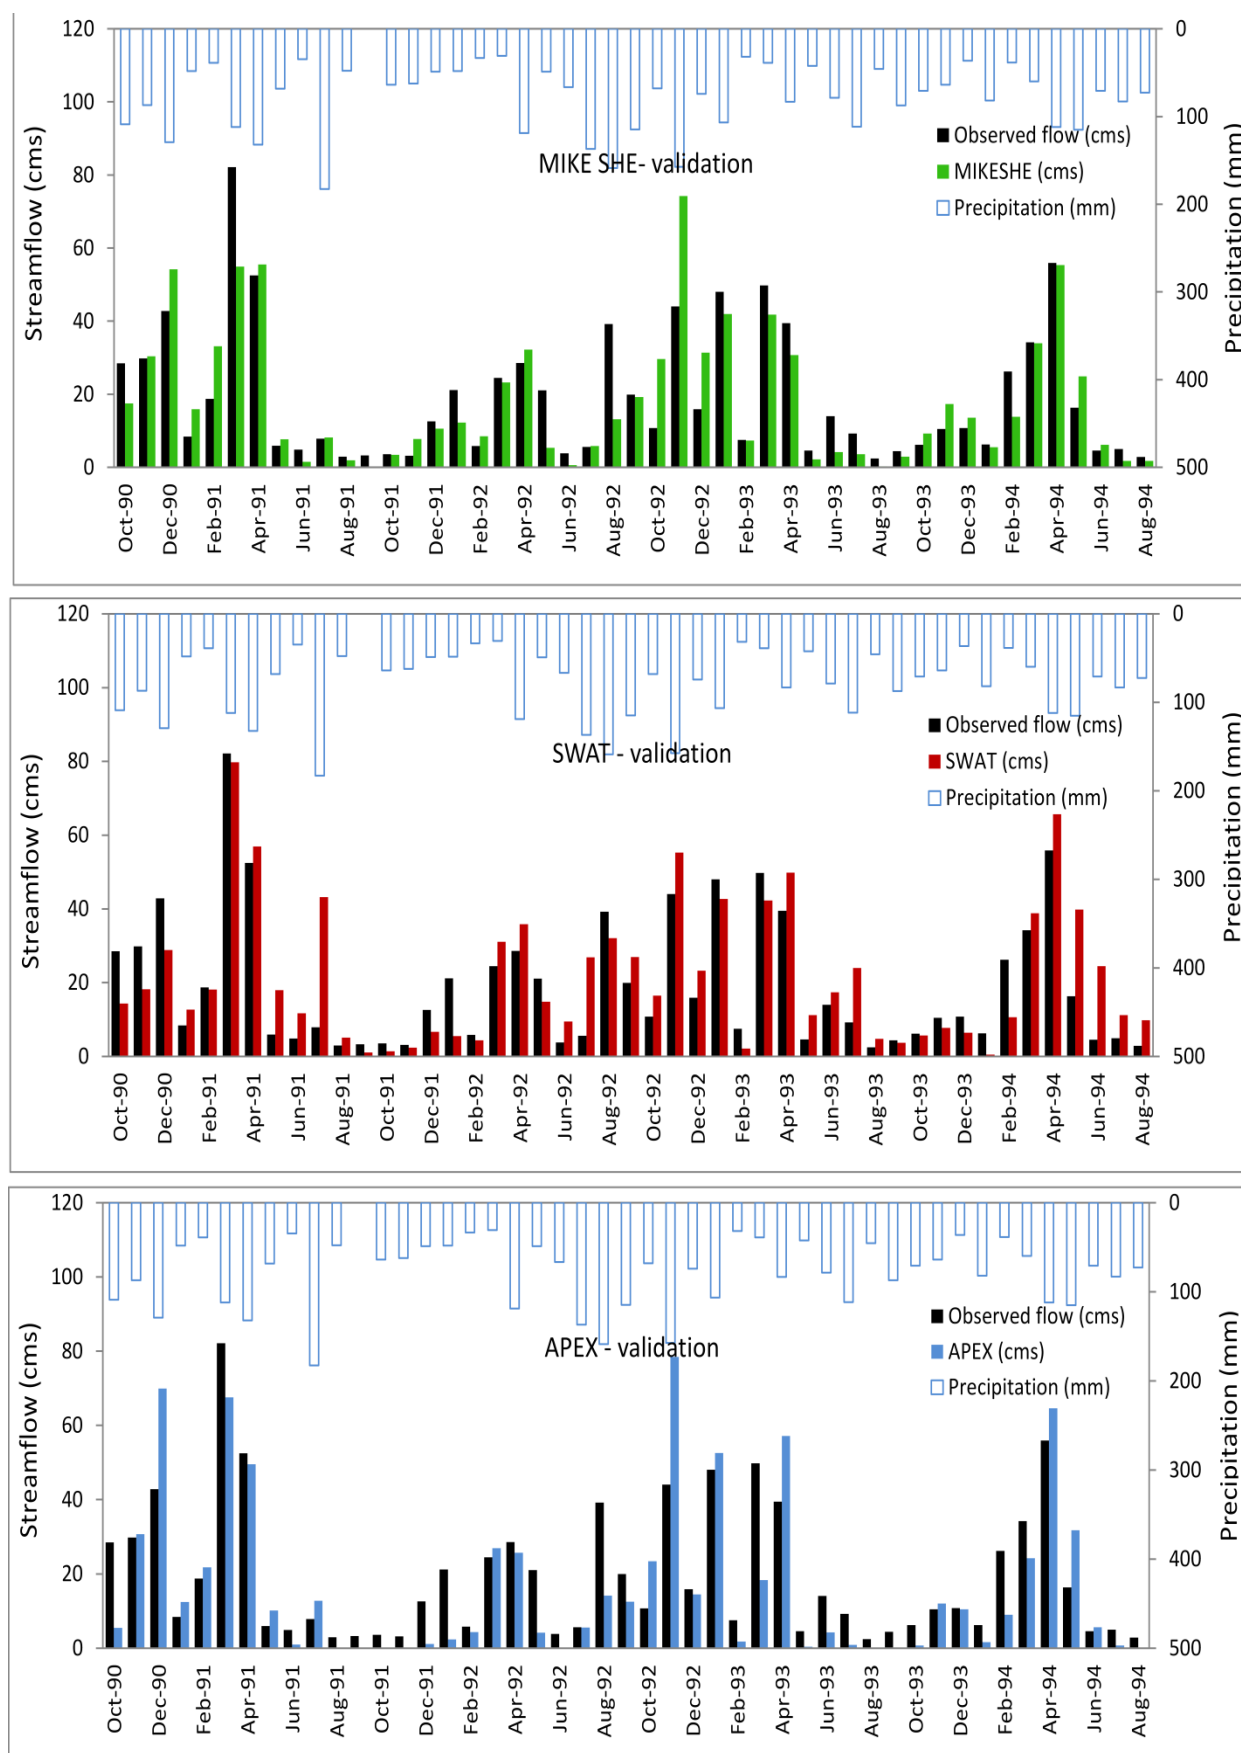 120
100
80
60
40
20
0
Streamflow (cms)
0
100
200
300
400
500
Precipitation (mm)
MIKE SHE- validation
Observed flow (cms)
MIKESHE (cms)
Precipitation (mm)
Oct-90
Dec-90
Feb-91
Apr-91
Jun-91
Aug-91
Oct-91
Dec-91
Feb-92
Apr-92
Jun-92
Aug-92
Oct-92
Dec-92
Feb-93
Apr-93
Jun-93
Aug-93
Oct-93
Dec-93
Feb-94
Apr-94
Jun-94
Aug-94
120
100
80
60
40
20
0
Streamflow (cms)
0
100
200
300
400
500
Precipitation (mm)
SWAT - validation
Observed flow (cms)
SWAT (cms)
Precipitation (mm)
Oct-90
Dec-90
Feb-91
Apr-91
Jun-91
Aug-91
Oct-91
Dec-91
Feb-92
Apr-92
Jun-92
Aug-92
Oct-92
Dec-92
Feb-93
Apr-93
Jun-93
Aug-93
Oct-93
Dec-93
Feb-94
Apr-94
Jun-94
Aug-94
120
100
80
60
40
20
0
Streamflow (cms)
0
100
200
300
400
500
Precipitation (mm)
APEX - validation
Observed flow (cms)
APEX (cms)
Precipitation (mm)
Oct-90
Dec-90
Feb-91
Apr-91
Jun-91
Aug-91
Oct-91
Dec-91
Feb-92
Apr-92
Jun-92
Aug-92
Oct-92
Dec-92
Feb-93
Apr-93
Jun-93
Aug-93
Oct-93
Dec-93
Feb-94
Apr-94
Jun-94
Aug-94